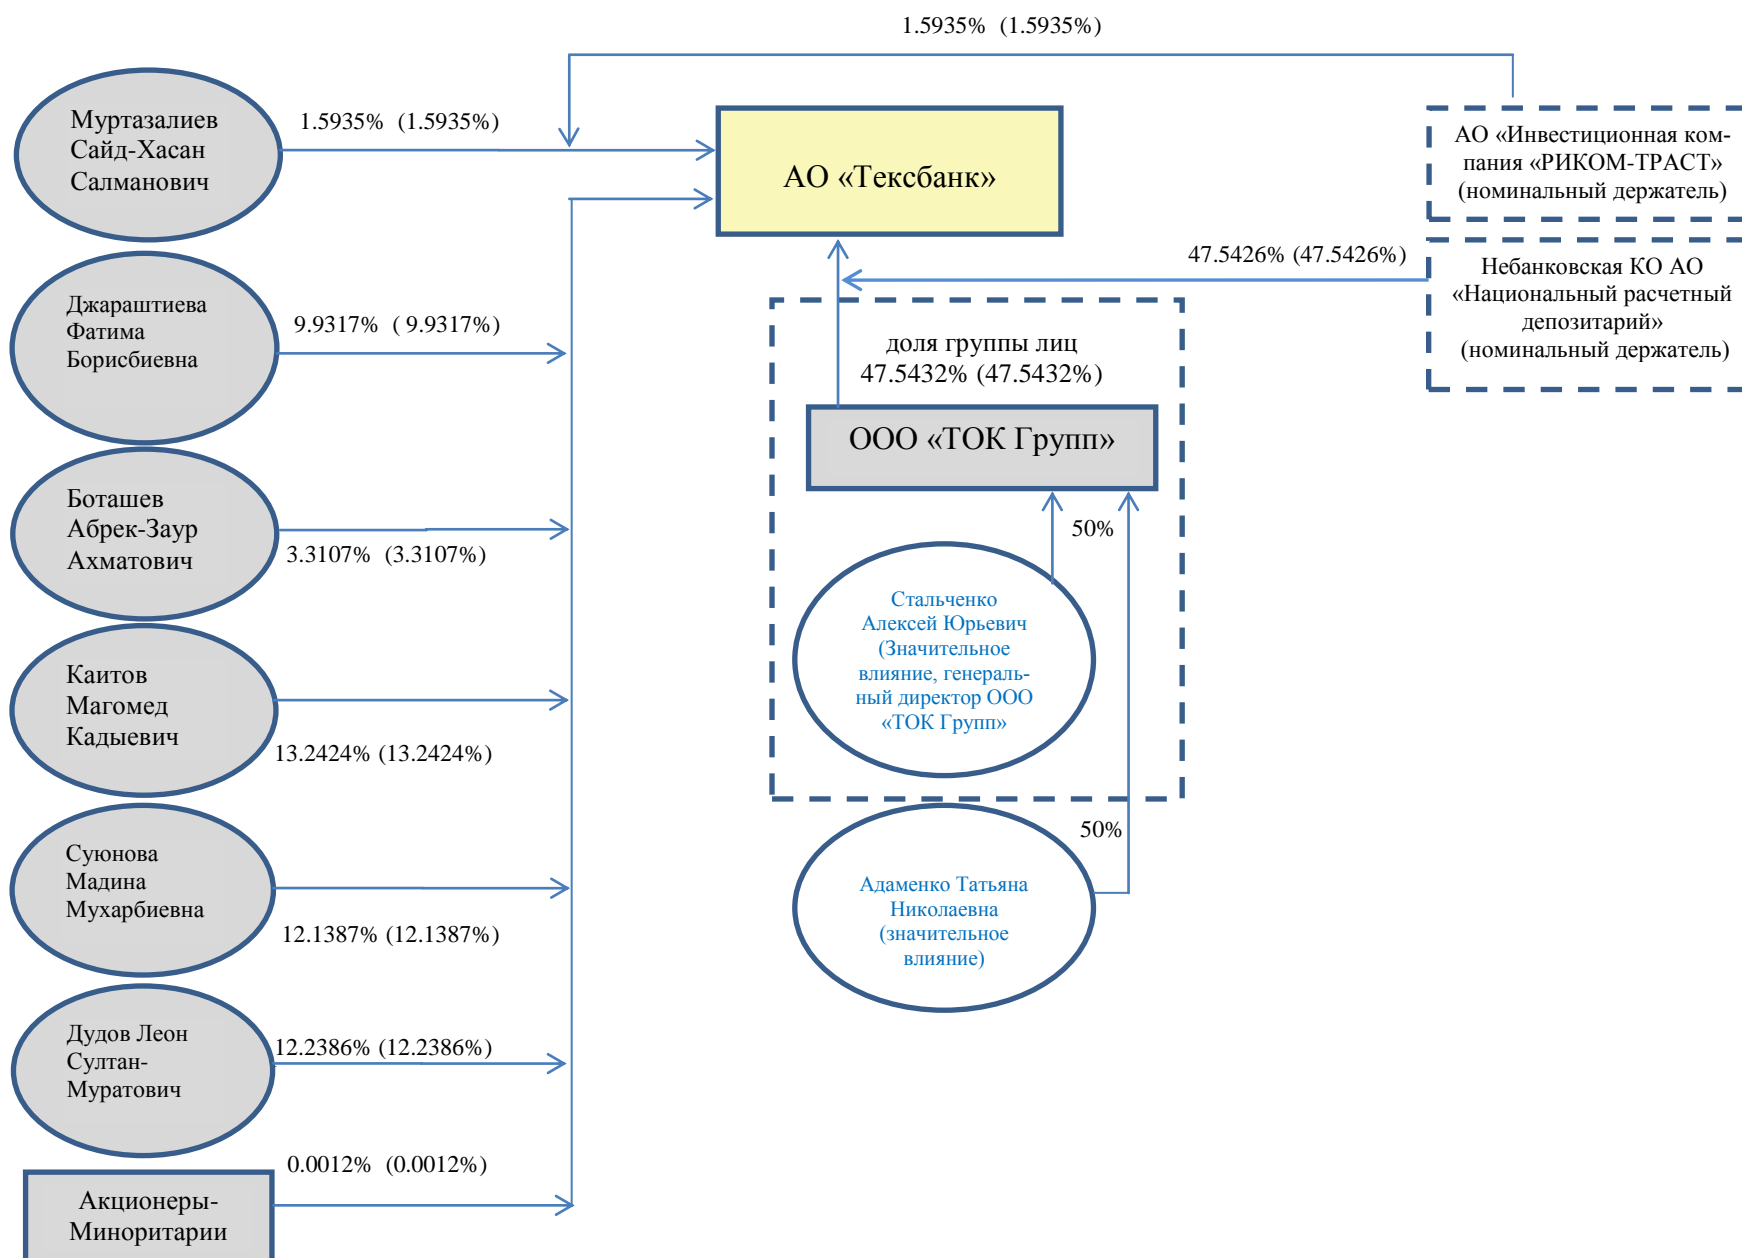 1.5935% (1.5935%)
Муртазалиев
Сайд-Хасан
Салманович
1.5935% (1.5935%)
АО «Тексбанк»
АО «Инвестиционная ком-
пания «РИКОМ-ТРАСТ»
(номинальный держатель)
47.5426% (47.5426%)
Небанковская КО АО
«Национальный расчетный
депозитарий»
(номинальный держатель)
Джараштиева
Фатима
Борисбиевна
9.9317% ( 9.9317%)
доля группы лиц
47.5432% (47.5432%)
ООО «ТОК Групп»
Боташев
Абрек-Заур
Ахматович
3.3107% (3.3107%)
50%
Стальченко
Алексей Юрьевич
(Значительное
влияние, генераль-
ный директор ООО
«ТОК Групп»
Каитов
Магомед
Кадыевич
13.2424% (13.2424%)
50%
Суюнова
Мадина
Мухарбиевна
12.1387% (12.1387%)
Адаменко Татьяна
Николаевна
(значительное
влияние)
Дудов Леон
Султан-
Муратович
12.2386% (12.2386%)
0.0012% (0.0012%)
Акционеры-
Миноритарии